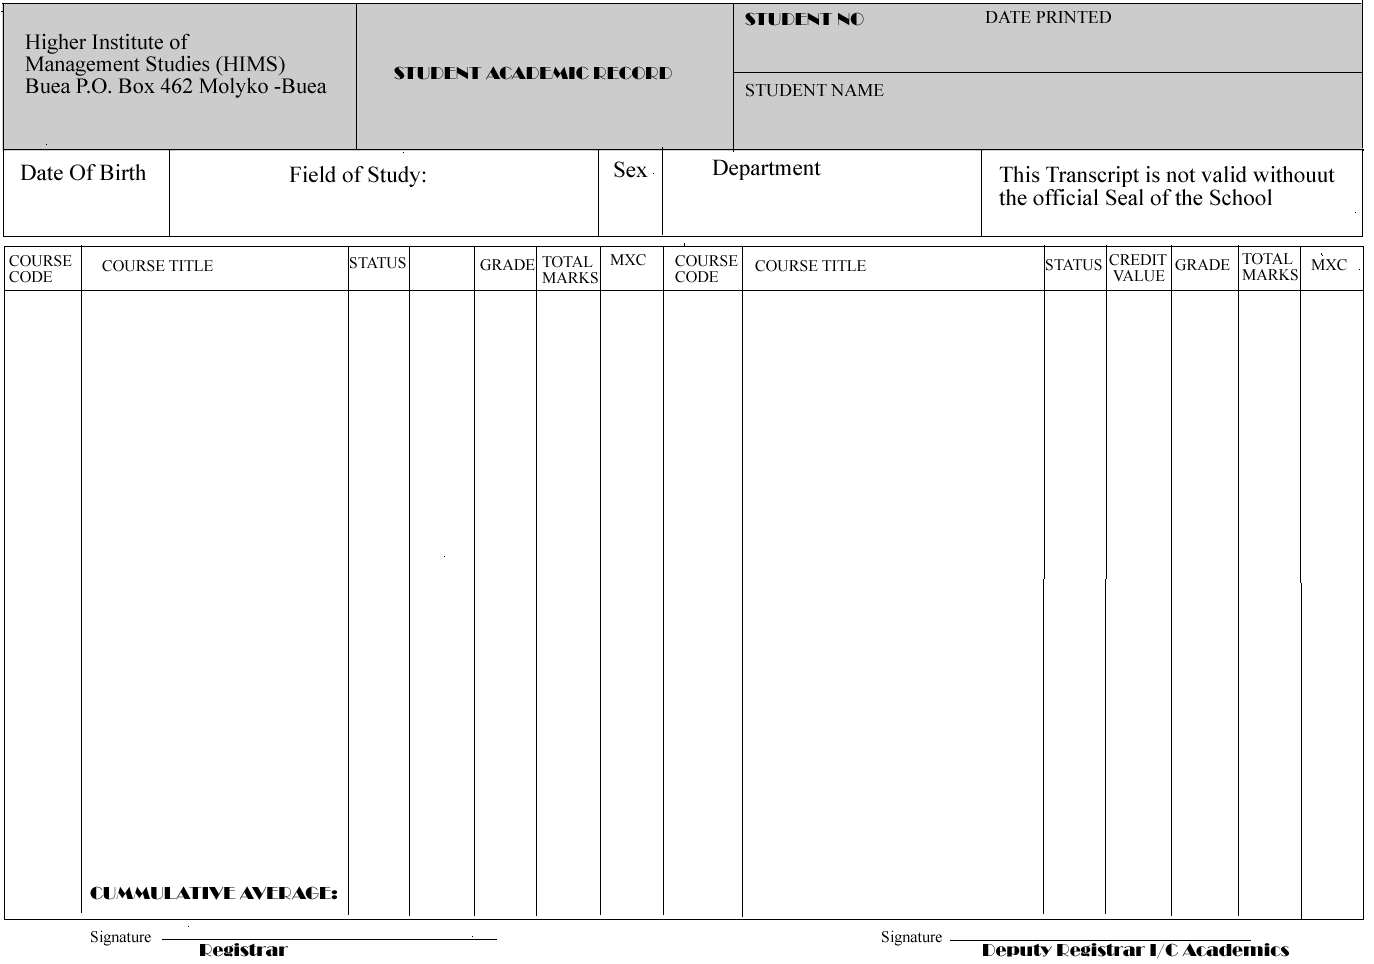 Higher Institute of
Management Studies (HIMS)
Buea P.O. Box 462 Molyko -Buea
STUDENT ACADEMIC RECORD
STUDENT NO
DATE PRINTED
STUDENT NAME
Date Of Birth
Field of Study:
Sex
Department
This Transcript is not valid withouut
the official Seal of the School
COURSE
CODE
COURSE TITLE
STATUS
GRADE
TOTAL
MARKS
MXC
COURSE
CODE
COURSE TITLE
STATUS
CREDIT
VALUE
GRADE
TOTAL
MARKS
MXC
CUMMULATIVE AVERAGE:
Signature
Registrar
Signature
Deputy Registrar I/C Academics